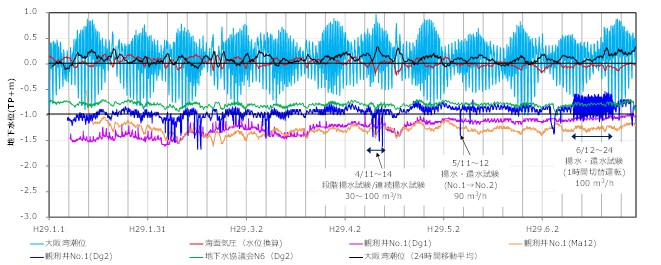 1.0
0.5
0.0
-0.5
-1.0
-1.5
-2.0
-2.5
-3.0
地下水位(TP+m)
4/11~14
段階揚水試験/連続揚水試験
30~100 m³/h
5/11~12
揚水・還水試験
(No.1→No.2)
90 m³/h
6/12~24
揚水・還水試験
(1時間切替運転)
100 m³/h
H29.1.1
H29.1.31
H29.3.2
H29.4.2
H29.5.2
H29.6.2
大阪湾潮位
海面気圧（水位換算）
観測井No.1(Dg1)
観測井No.1(Ma12)
観測井No.1(Dg2)
地下水協議会N6（Dg2）
大阪湾潮位（24時間移動平均）